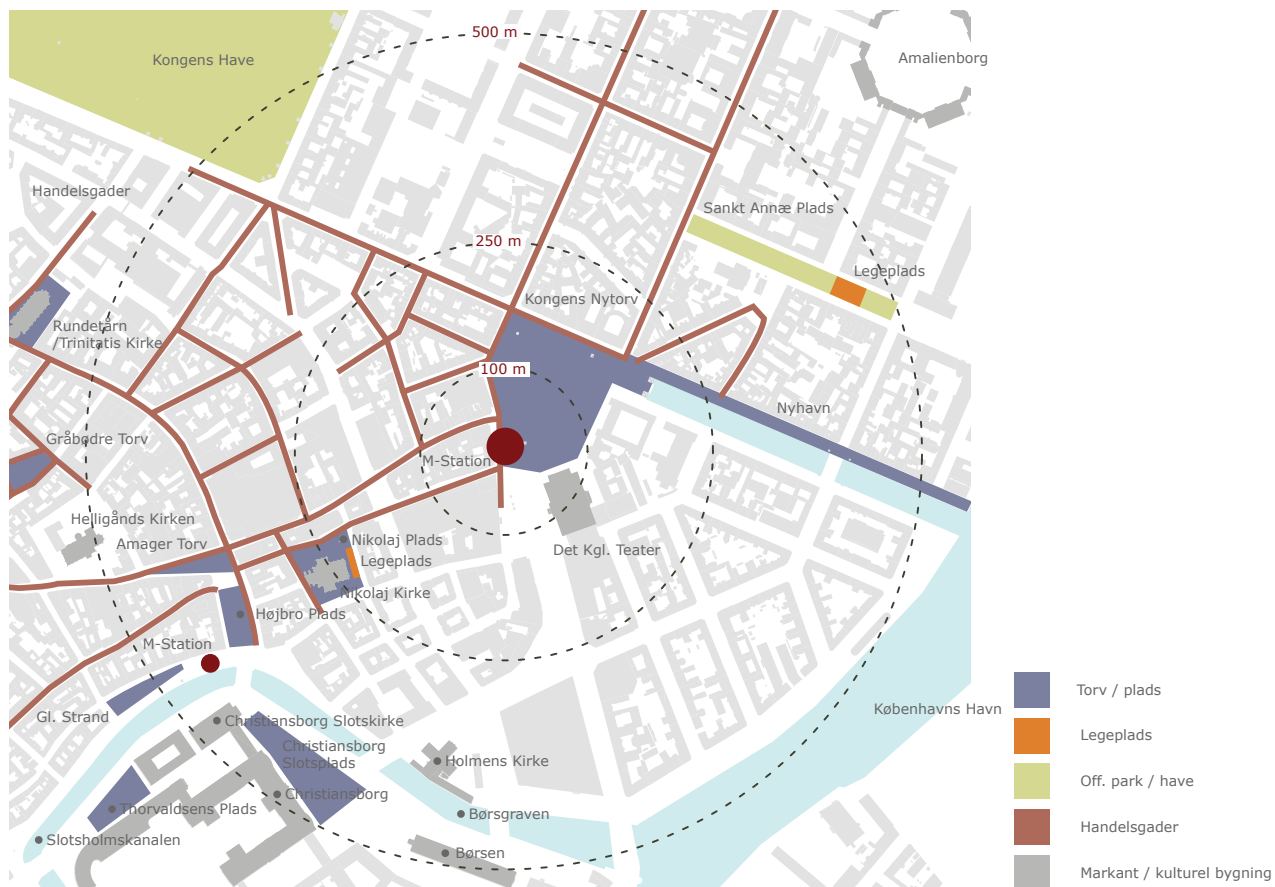 500 m
Kongens Have
Amalienborg
Handelsgader
Sankt Annæ Plads
250 m
Legeplads
Kongens Nytorv
Rundetårn
/Trinitatis Kirke
100 m
Nyhavn
Gråbødre Torv
M-Station
Helligånds Kirken
Amager Torv
Nikolaj Plads
Det Kgl. Teater
Legeplads
Nikolaj Kirke
Højbro Plads
M-Station
Gl. Strand
Christiansborg Slotskirke
Københavns Havn
Christiansborg
Slotsplads
Holmens Kirke
Christiansborg
Thorvaldsens Plads
Børsgraven
Slotsholmskanalen
Børsen
Torv / plads
Legeplads
Off. park / have
Handelsgader
Markant / kulturel bygning